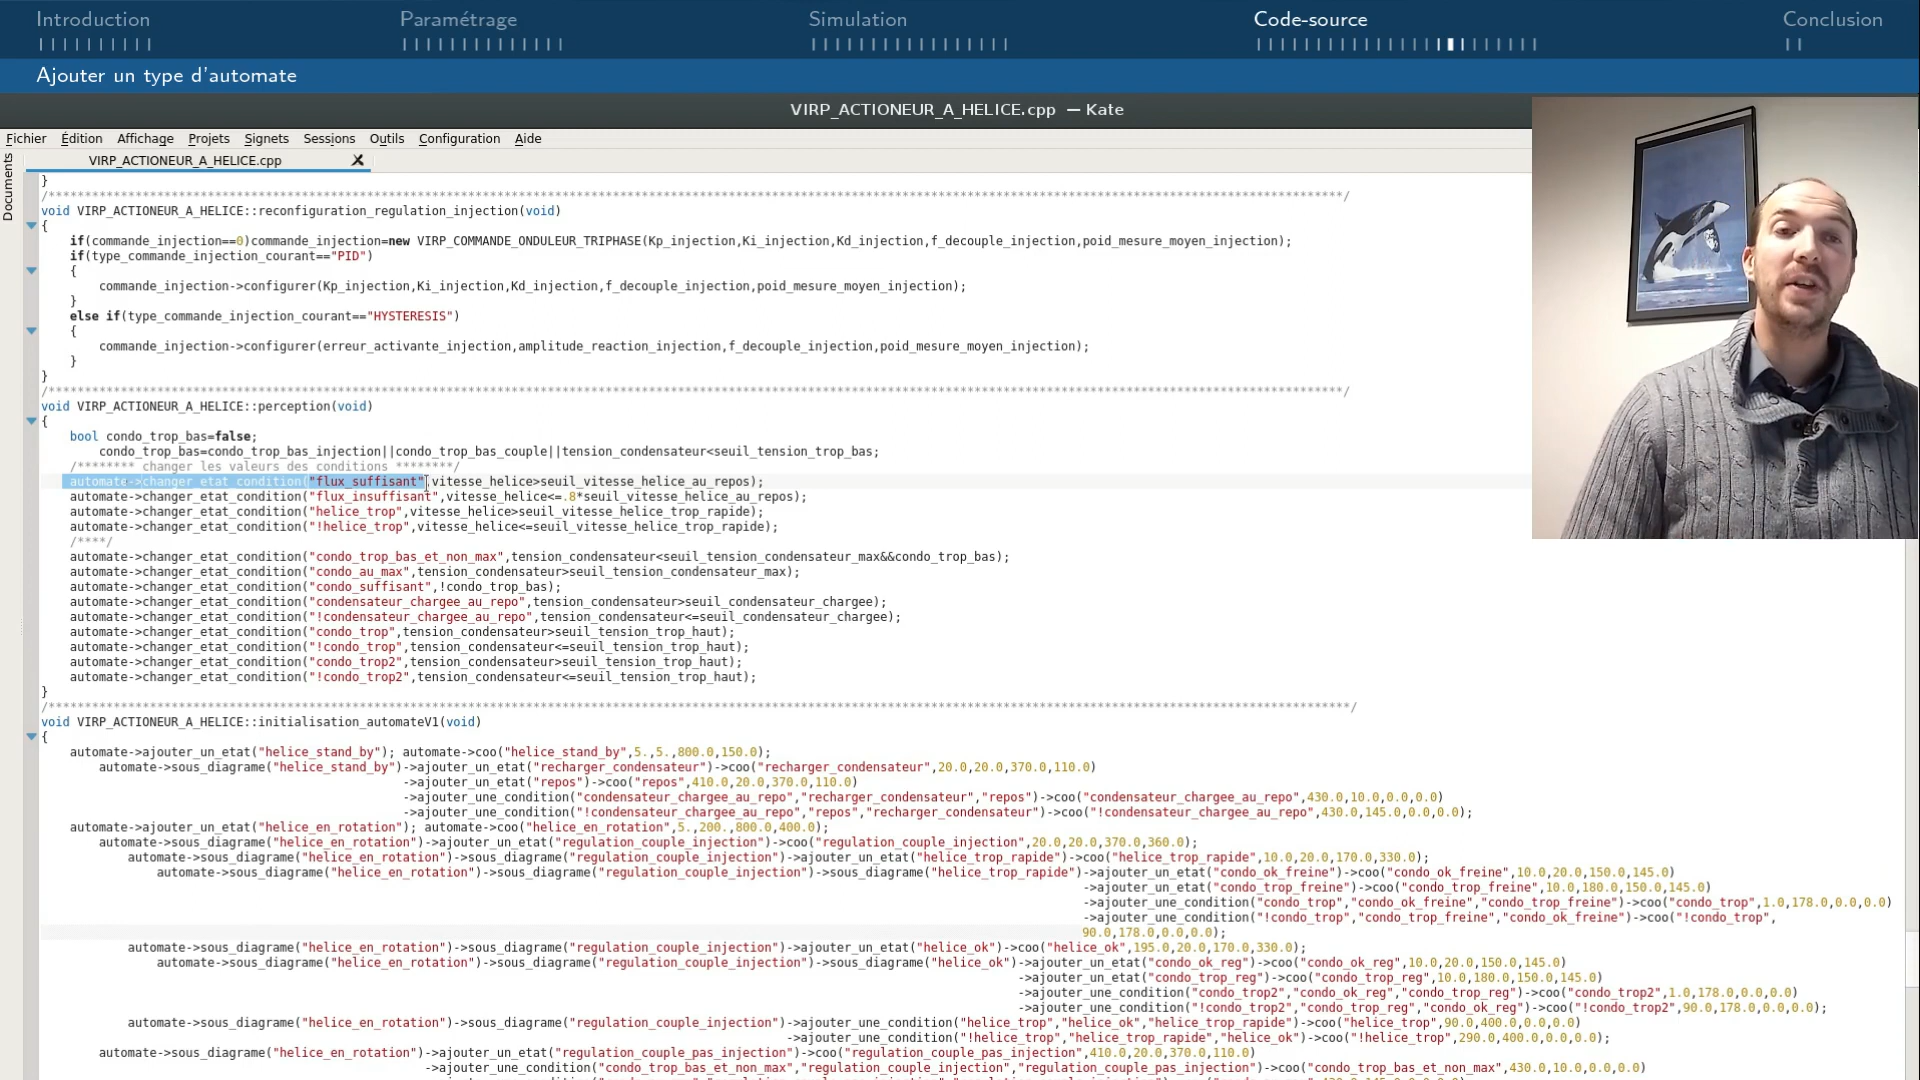 Introduction
Paramétrage
Simulation
Code-source
Conclusion
Ajouter un type d'automate
VIRP_ACTIONEUR_A_HELICE.cpp — Kate
Fichier Édition Affichage Projets Signets Sessions Outils Configuration Aide
Documents
VIRP_ACTIONEUR_A_HELICE.cpp
}
/************************************************************************************************************************************************************************************/
void VIRP_ACTIONEUR_A_HELICE::reconfiguration_regulation_injection(void)
{
if(commande_injection==0)commande_injection=new VIRP_COMMANDE_ONDULEUR_TRIPHASE(Kp_injection,Ki_injection,Kd_injection,f_decouple_injection,poid_mesure_moyen_injection);
if(type_commande_injection_courant=="PID")
{
commande_injection->configurer(Kp_injection,Ki_injection,Kd_injection,f_decouple_injection,poid_mesure_moyen_injection);
}
else if(type_commande_injection_courant=="HYSTERESIS")
{
commande_injection->configurer(erreur_activante_injection,amplitude_reaction_injection,f_decouple_injection,poid_mesure_moyen_injection);
}
}
/************************************************************************************************************************************************************************************/
void VIRP_ACTIONEUR_A_HELICE::perception(void)
{
bool condo_trop_bas=false;
condo_trop_bas=condo_trop_bas_injection||condo_trop_bas_couple||tension_condensateur<seuil_tension_trop_bas;
/******** changer les valeurs des conditions ********/
automate->changer_etat_condition("flux_suffisant",vitesse_helice>seuil_vitesse_helice_au_repos);
automate->changer_etat_condition("flux_insuffisant",vitesse_helice<=.8*seuil_vitesse_helice_au_repos);
automate->changer_etat_condition("helice_trop",vitesse_helice>seuil_vitesse_helice_trop_rapide);
automate->changer_etat_condition("!helice_trop",vitesse_helice<=seuil_vitesse_helice_trop_rapide);
/****/
automate->changer_etat_condition("condo_trop_bas_et_non_max",tension_condensateur<seuil_tension_condensateur_max&&condo_trop_bas);
automate->changer_etat_condition("condo_au_max",tension_condensateur>seuil_tension_condensateur_max);
automate->changer_etat_condition("condo_suffisant",!condo_trop_bas);
automate->changer_etat_condition("condensateur_chargee_au_repo",tension_condensateur>seuil_condensateur_chargee);
automate->changer_etat_condition("!condensateur_chargee_au_repo",tension_condensateur<=seuil_condensateur_chargee);
automate->changer_etat_condition("condo_trop",tension_condensateur>seuil_tension_trop_haut);
automate->changer_etat_condition("!condo_trop",tension_condensateur<=seuil_tension_trop_haut);
automate->changer_etat_condition("condo_trop2",tension_condensateur>seuil_tension_trop_haut);
automate->changer_etat_condition("!condo_trop2",tension_condensateur<=seuil_tension_trop_haut);
}
/*************************************************************************************************************************************************************************************/
void VIRP_ACTIONEUR_A_HELICE::initialisation_automateV1(void)
{
automate->ajouter_un_etat("helice_stand_by"); automate->coo("helice_stand_by",5.,5.,800.0,150.0);
automate->sous_diagrame("helice_stand_by")->ajouter_un_etat("recharger_condensateur")->coo("recharger_condensateur",20.0,20.0,370.0,110.0)
->ajouter_un_etat("repos")->coo("repos",410.0,20.0,370.0,110.0)
->ajouter_une_condition("condensateur_chargee_au_repo","recharger_condensateur","repos")->coo("condensateur_chargee_au_repo",430.0,10.0,0.0,0.0)
->ajouter_une_condition("!condensateur_chargee_au_repo","repos","recharger_condensateur")->coo("!condensateur_chargee_au_repo",430.0,145.0,0.0,0.0);
automate->ajouter_un_etat("helice_en_rotation"); automate->coo("helice_en_rotation",5.,200.,800.0,400.0);
automate->sous_diagrame("helice_en_rotation")->ajouter_un_etat("regulation_couple_injection")->coo("regulation_couple_injection",20.0,20.0,370.0,360.0);
automate->sous_diagrame("helice_en_rotation")->sous_diagrame("regulation_couple_injection")->ajouter_un_etat("helice_trop_rapide")->coo("helice_trop_rapide",10.0,20.0,170.0,330.0);
automate->sous_diagrame("helice_en_rotation")->sous_diagrame("regulation_couple_injection")->sous_diagrame("helice_trop_rapide")->ajouter_un_etat("condo_ok_freine")->coo("condo_ok_freine",10.0,20.0,150.0,145.0)
->ajouter_un_etat("condo_trop_freine")->coo("condo_trop_freine",10.0,180.0,150.0,145.0)
->ajouter_une_condition("condo_trop","condo_ok_freine","condo_trop_freine")->coo("condo_trop",1.0,178.0,0.0,0.0)
->ajouter_une_condition("!condo_trop","condo_trop_freine","condo_ok_freine")->coo("!condo_trop",
90.0,178.0,0.0,0.0);
automate->sous_diagrame("helice_en_rotation")->sous_diagrame("regulation_couple_injection")->ajouter_un_etat("helice_ok")->coo("helice_ok",195.0,20.0,170.0,330.0);
automate->sous_diagrame("helice_en_rotation")->sous_diagrame("regulation_couple_injection")->sous_diagrame("helice_ok")->ajouter_un_etat("condo_ok_reg")->coo("condo_ok_reg",10.0,20.0,150.0,145.0)
->ajouter_un_etat("condo_trop_reg")->coo("condo_trop_reg",10.0,180.0,150.0,145.0)
->ajouter_une_condition("condo_trop2","condo_ok_reg","condo_trop_reg")->coo("condo_trop2",1.0,178.0,0.0,0.0)
->ajouter_une_condition("!condo_trop2","condo_trop_reg","condo_ok_reg")->coo("!condo_trop2",90.0,178.0,0.0,0.0);
automate->sous_diagrame("helice_en_rotation")->sous_diagrame("regulation_couple_injection")->ajouter_une_condition("helice_trop","helice_ok","helice_trop_rapide")->coo("helice_trop",90.0,400.0,0.0,0.0)
->ajouter_une_condition("!helice_trop","helice_trop_rapide","helice_ok")->coo("!helice_trop",290.0,400.0,0.0,0.0);
automate->sous_diagrame("helice_en_rotation")->ajouter_un_etat("regulation_couple_pas_injection")->coo("regulation_couple_pas_injection",410.0,20.0,370.0,110.0)
->ajouter_une_condition("condo_trop_bas_et_non_max","regulation_couple_injection","regulation_couple_pas_injection")->coo("condo_trop_bas_et_non_max",430.0,10.0,0.0,0.0)